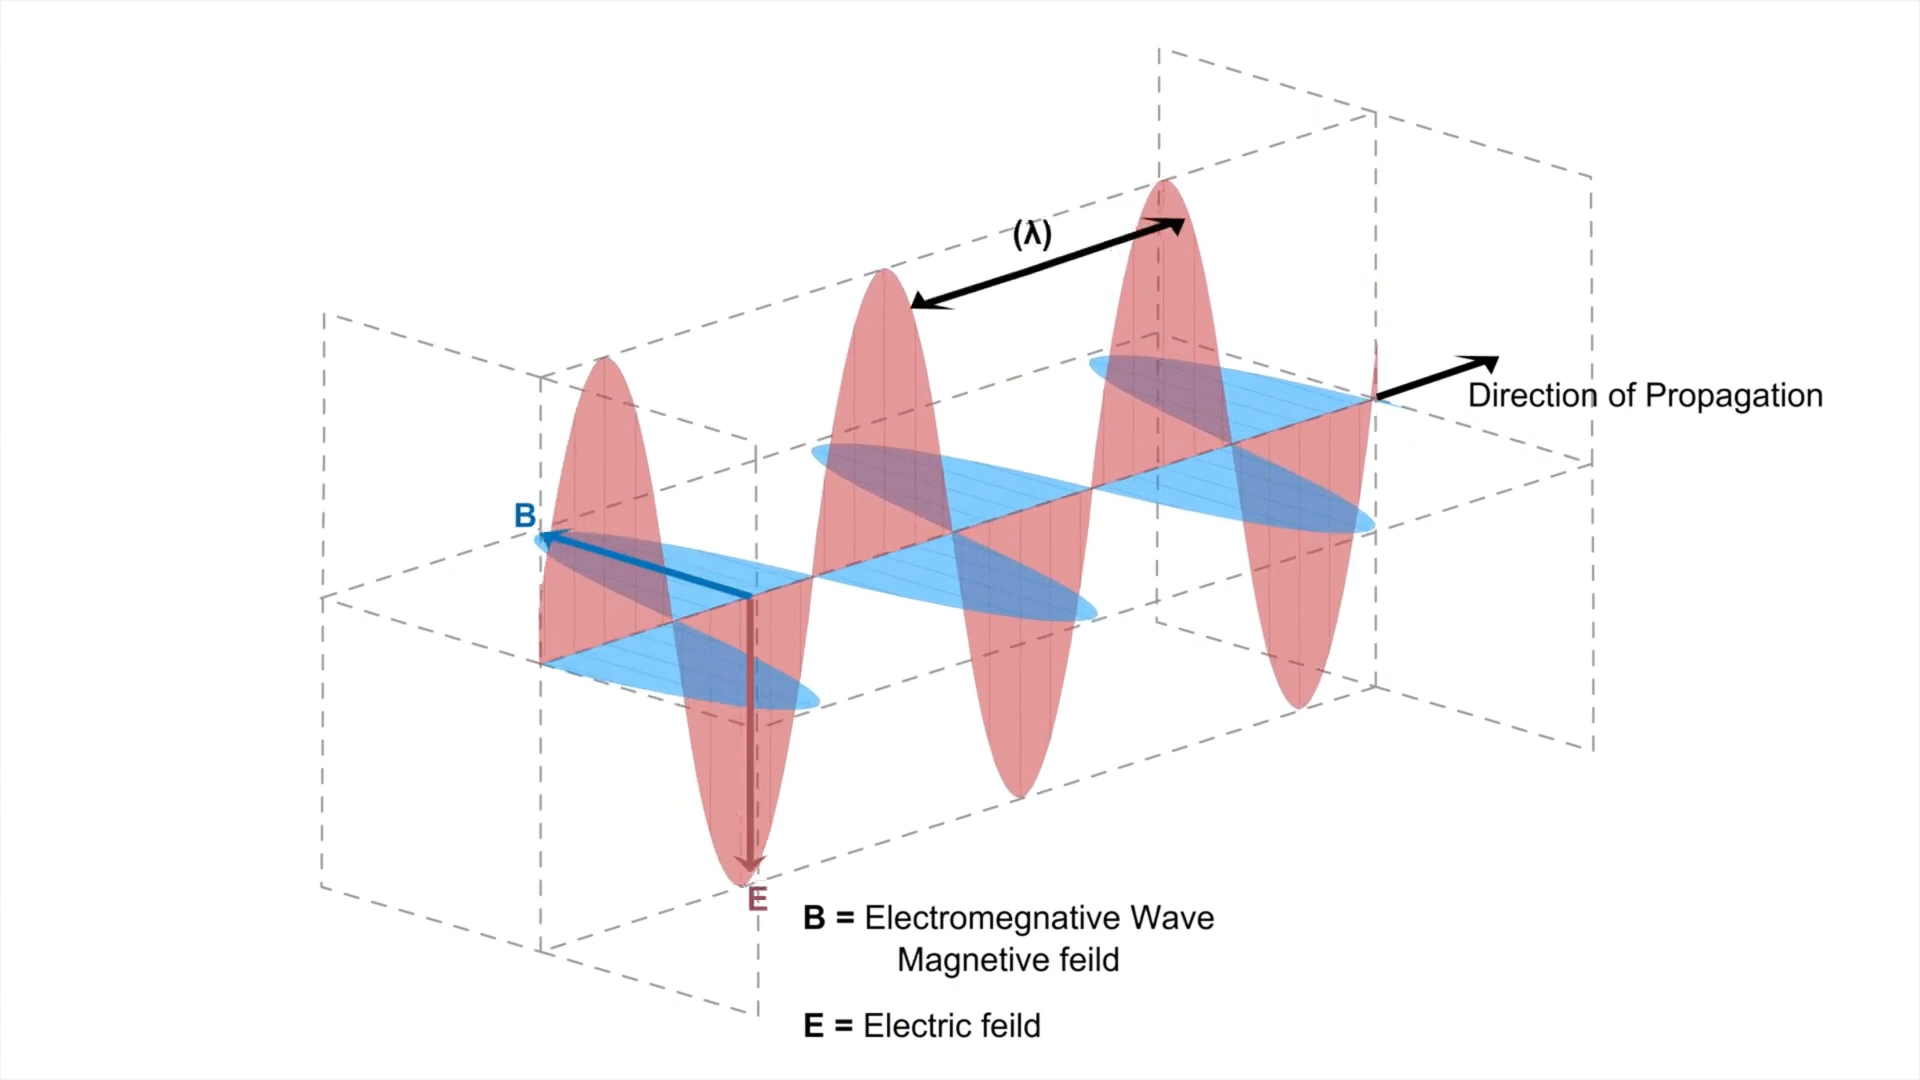 (λ)
Direction of Propagation
B
E
B = Electromegnative Wave
Magnetive feild
E = Electric feild